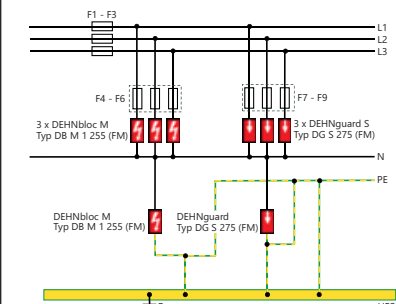 F1 - F3
L1
L2
L3
F4 - F6
F7 - F9
3 x DEHNbloc M
Typ DB M 1 255 (FM)
3 x DEHNguard S
Typ DG S 275 (FM)
N
PE
DEHNbloc M
Typ DB M 1 255 (FM)
DEHNguard
Typ DG S 275 (FM)